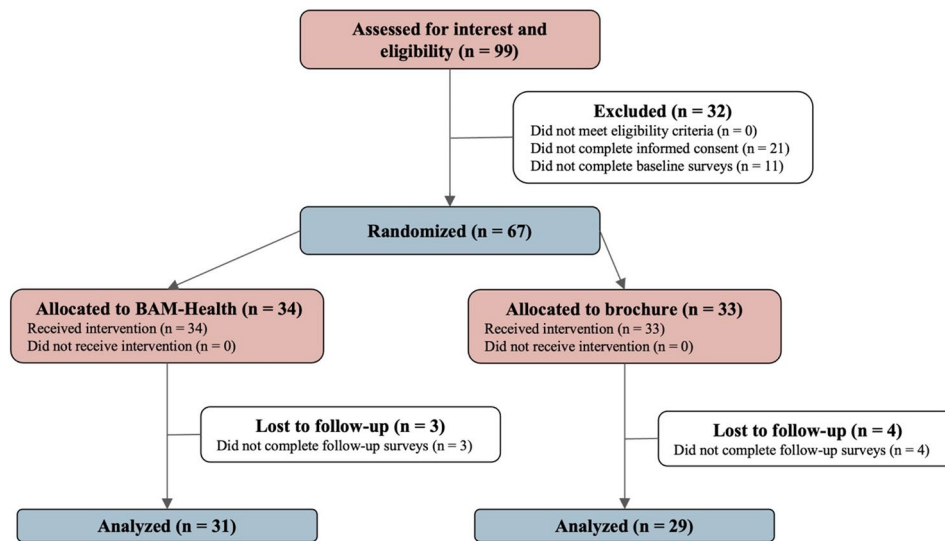 Assessed for interest and
eligibility (n = 99)
Excluded (n = 32)
Did not meet eligibility criteria (n = 0)
Did not complete informed consent (n = 21)
Did not complete baseline surveys (n = 11)
Randomized (n = 67)
Allocated to BAM-Health (n = 34)
Received intervention (n = 34)
Did not receive intervention (n = 0)
Allocated to brochure (n = 33)
Received intervention (n = 33)
Did not receive intervention (n = 0)
Lost to follow-up (n = 3)
Did not complete follow-up surveys (n = 3)
Lost to follow-up (n = 4)
Did not complete follow-up surveys (n = 4)
Analyzed (n = 31)
Analyzed (n = 29)